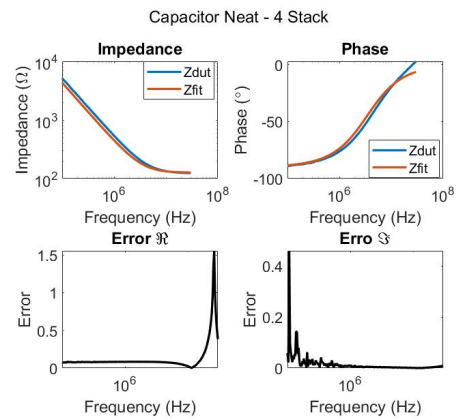 Capacitor Neat - 4 Stack
Impedance
Impedance (Ω)
10^4
10^3
10^2
Zdut
Zfit
10^6
10^8
Frequency (Hz)
Phase
Phase (°)
0
-50
-100
Zdut
Zfit
10^6
10^8
Frequency (Hz)
Error ℜ
Error
1.5
1
0.5
0
10^6
Frequency (Hz)
Erro ℑ
Error
0.4
0.2
0
10^6
Frequency (Hz)